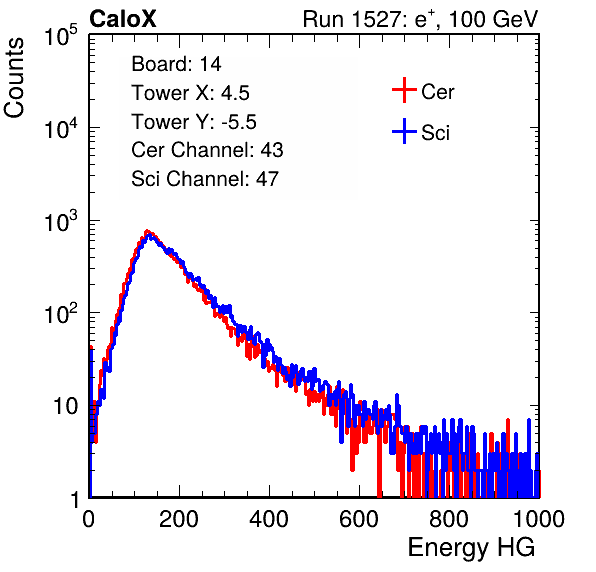 CaloX Run 1527: e⁺, 100 GeV
Board: 14
Tower X: 4.5
Tower Y: -5.5
Cer Channel: 43
Sci Channel: 47
Cer
Sci
Counts
10⁵
10⁴
10³
10²
10
1
0 200 400 600 800 1000
Energy HG